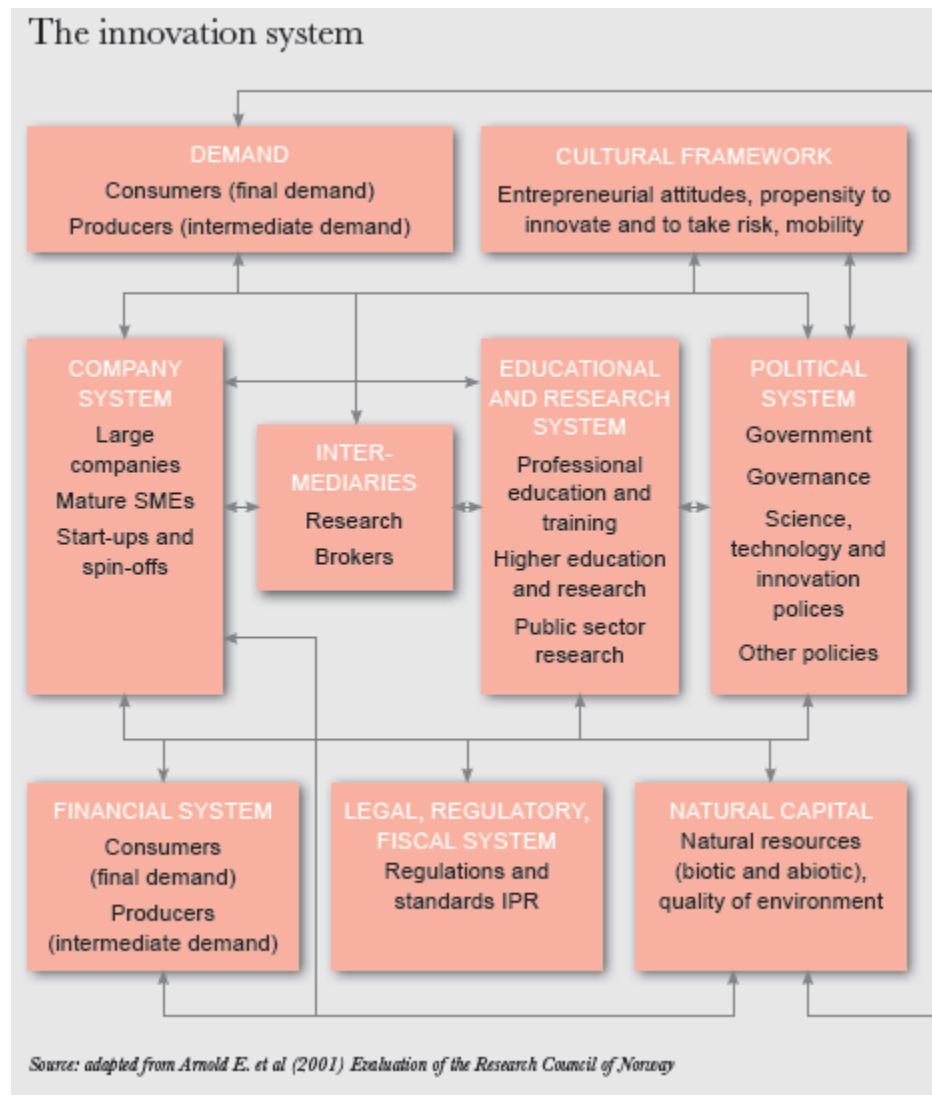 The innovation system
DEMAND
Consumers (final demand)
Producers (intermediate demand)
CULTURAL FRAMEWORK
Entrepreneurial attitudes, propensity to
innovate and to take risk, mobility
COMPANY
SYSTEM
Large
companies
Mature SMEs
Start-ups and
spin-offs
INTER-
MEDIARIES
Research
Brokers
EDUCATIONAL
AND RESEARCH
SYSTEM
Professional
education and
training
Higher education
and research
Public sector
research
POLITICAL
SYSTEM
Government
Governance
Science,
technology and
innovation
polices
Other policies
FINANCIAL SYSTEM
Consumers
(final demand)
Producers
(intermediate demand)
LEGAL, REGULATORY,
FISCAL SYSTEM
Regulations and
standards IPR
NATURAL CAPITAL
Natural resources
(biotic and abiotic),
quality of environment
Source: adapted from Arnold E. et al (2001) Evaluation of the Research Council of Norway